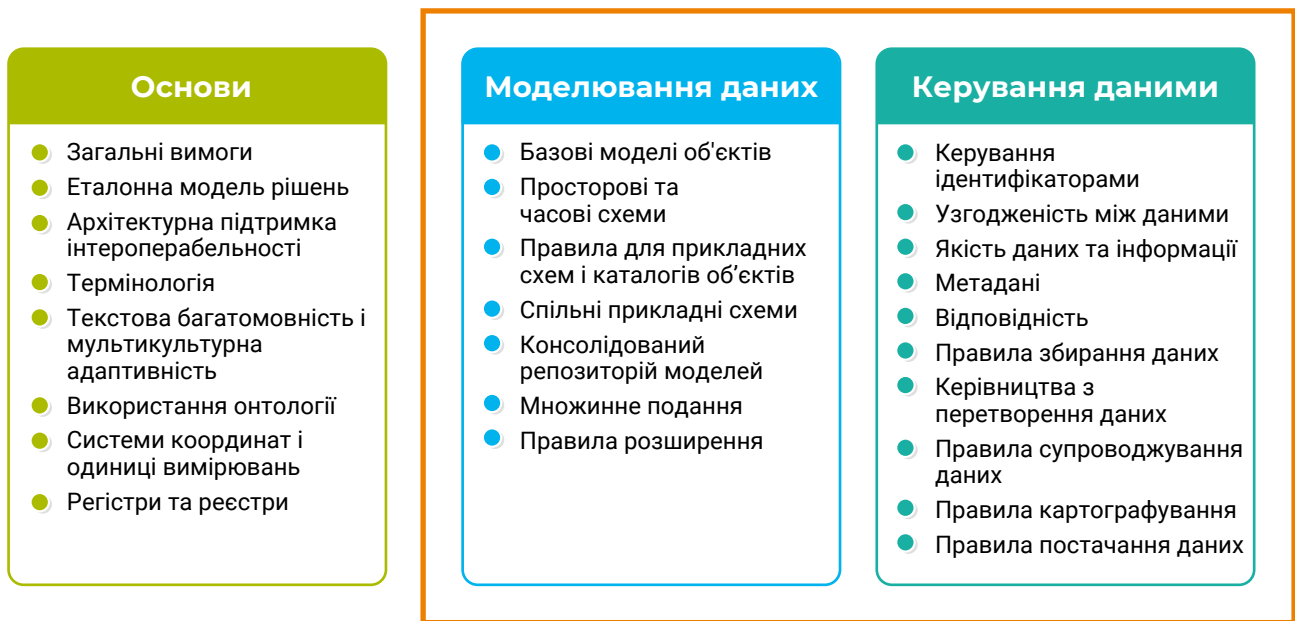 Основи
Загальні вимоги
Еталонна модель рішень
Архітектурна підтримка
інтероперабельності
Термінологія
Текстова багатомовність і
мультикультурна
адаптивність
Використання онтології
Системи координат і
одиниці вимірювань
Регістри та реєстри
Моделювання даних
Базові моделі об'єктів
Просторові та
часові схеми
Правила для прикладних
схем і каталогів об’єктів
Спільні прикладні схеми
Консолідований
репозиторій моделей
Множинне подання
Правила розширення
Керування даними
Керування
ідентифікаторами
Узгодженість між даними
Якість даних та інформації
Метадані
Відповідність
Правила збирання даних
Керівництва з
перетворення даних
Правила супроводжування
даних
Правила картографування
Правила постачання даних